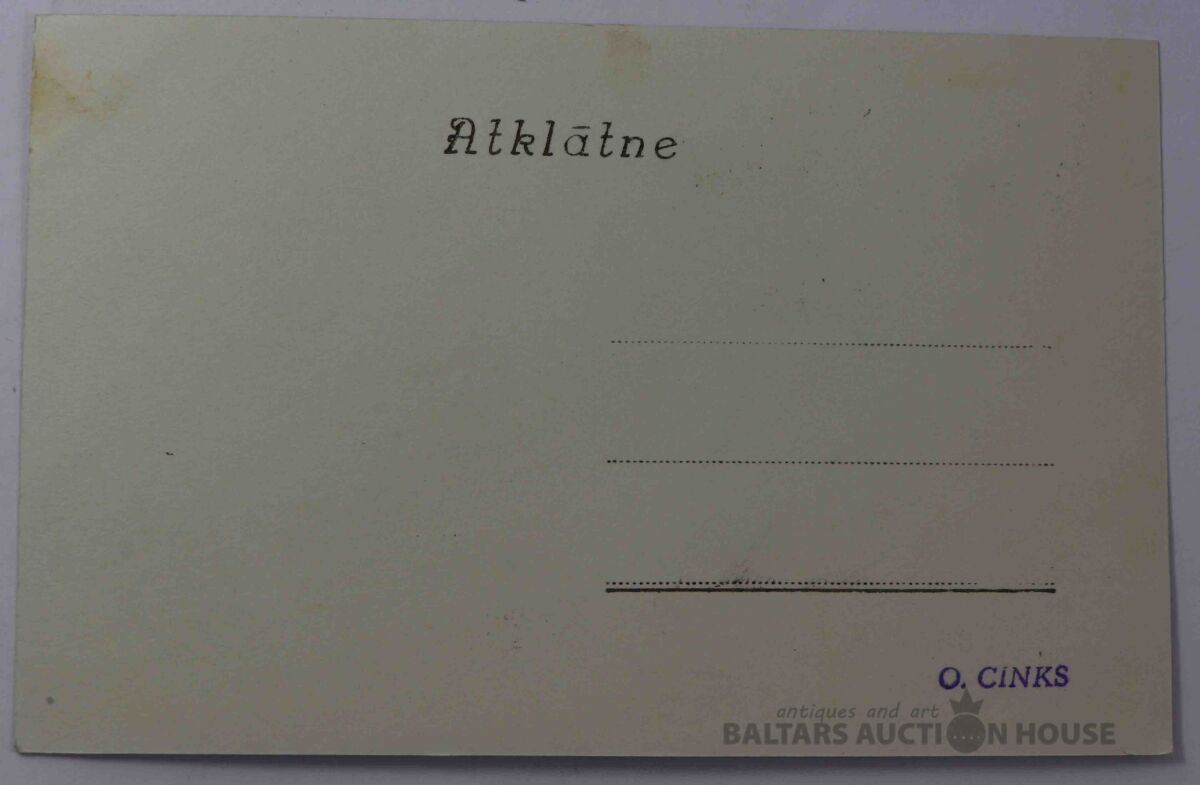 Atklātne
O. CINKS
antiques and art
BALTARS AUCTION HOUSE